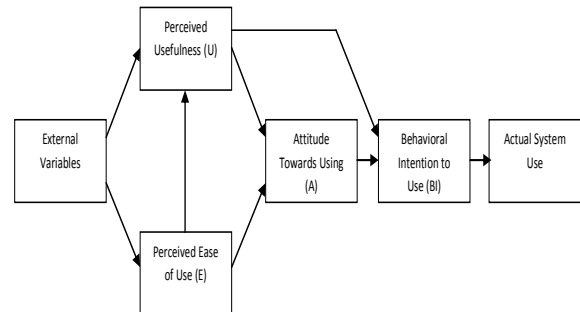 Perceived
Usefulness (U)
External
Variables
Attitude
Towards Using
(A)
Behavioral
Intention to
Use (BI)
Actual System
Use
Perceived Ease
of Use (E)